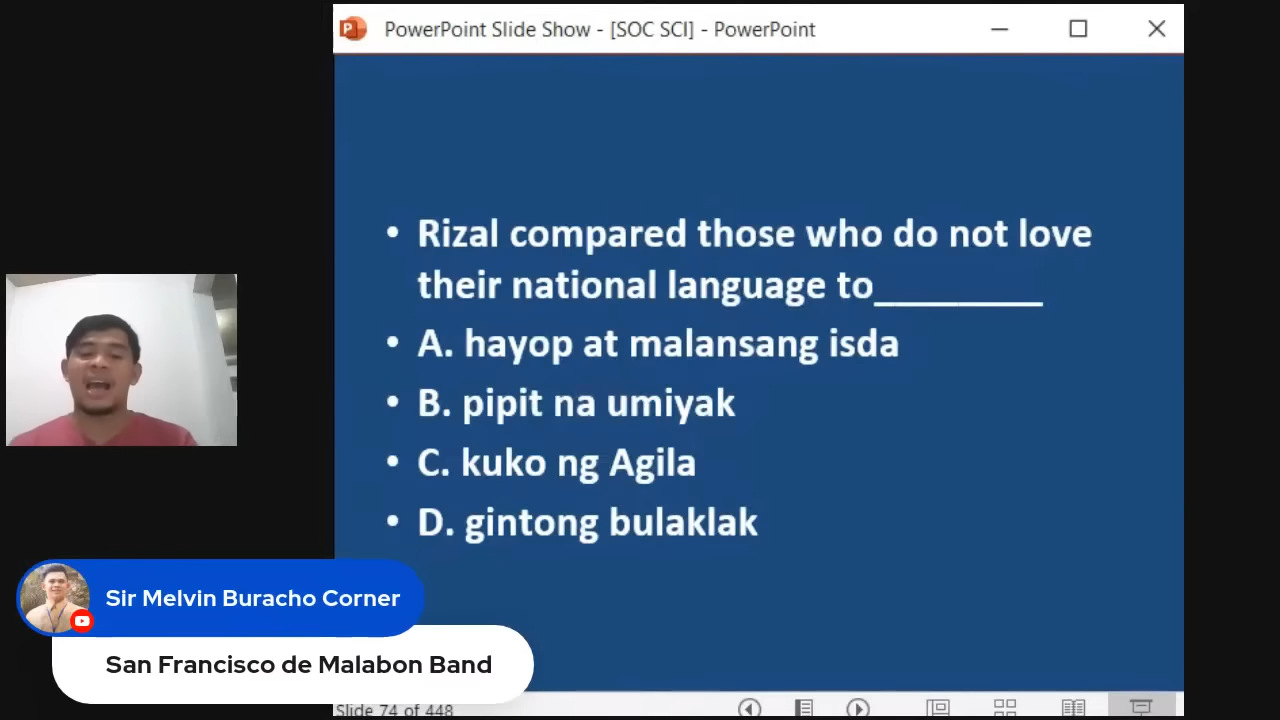 PowerPoint Slide Show - [SOC SCI] - PowerPoint
• Rizal compared those who do not love
their national language to________
• A. hayop at malansang isda
• B. pipit na umiyak
• C. kuko ng Agila
• D. gintong bulaklak
Sir Melvin Buracho Corner
San Francisco de Malabon Band
Slide 74 of 448